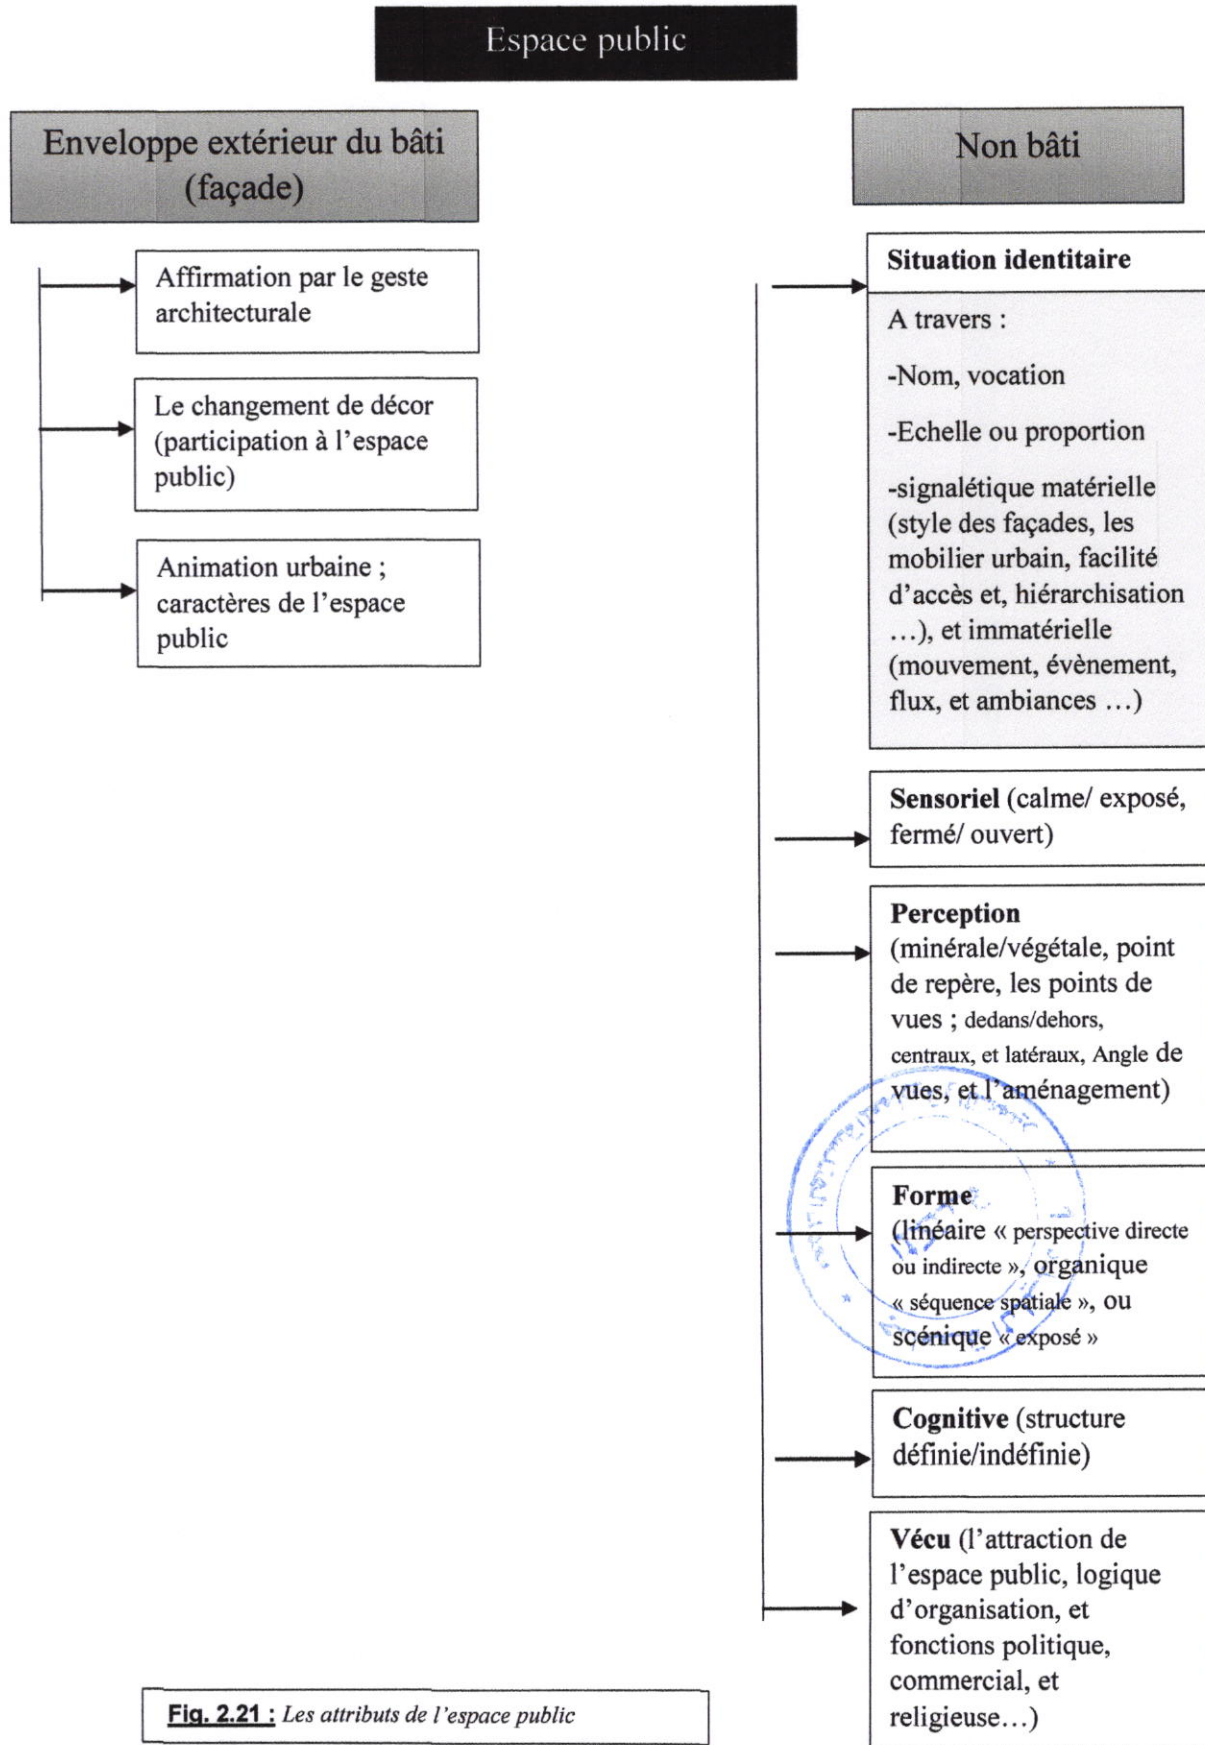 Espace public
Enveloppe extérieur du bâti
(façade)
Affirmation par le geste
architecturale
Le changement de décor
(participation à l’espace
public)
Animation urbaine ;
caractères de l’espace
public
Non bâti
Situation identitaire
A travers :
-Nom, vocation
-Echelle ou proportion
-signalétique matérielle
(style des façades, les
mobilier urbain, facilité
d’accès et, hiérarchisation
…), et immatérielle
(mouvement, évènement,
flux, et ambiances …)
Sensoriel (calme/ exposé,
fermé/ ouvert)
Perception
(minérale/végétale, point
de repère, les points de
vues ; dedans/dehors,
centraux, et latéraux, Angle de
vues, et l’aménagement)
Forme
(linéaire « perspective directe
ou indirecte », organique
« séquence spatiale », ou
scénique « exposé »
Cognitive (structure
définie/indéfinie)
Vécu (l’attraction de
l’espace public, logique
d’organisation, et
fonctions politique,
commercial, et
religieuse…)
Fig. 2.21 : Les attributs de l’espace public